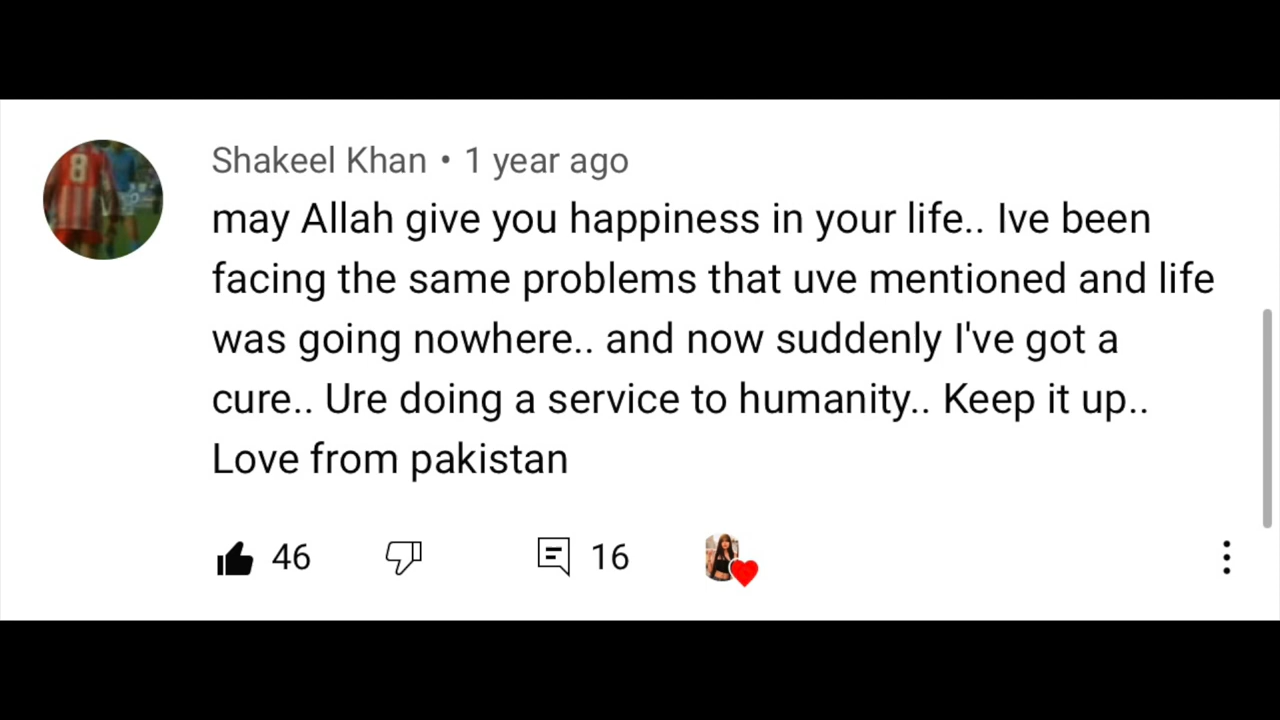 Shakeel Khan • 1 year ago
may Allah give you happiness in your life.. Ive been
facing the same problems that uve mentioned and life
was going nowhere.. and now suddenly I've got a
cure.. Ure doing a service to humanity.. Keep it up..
Love from pakistan
46 16
8